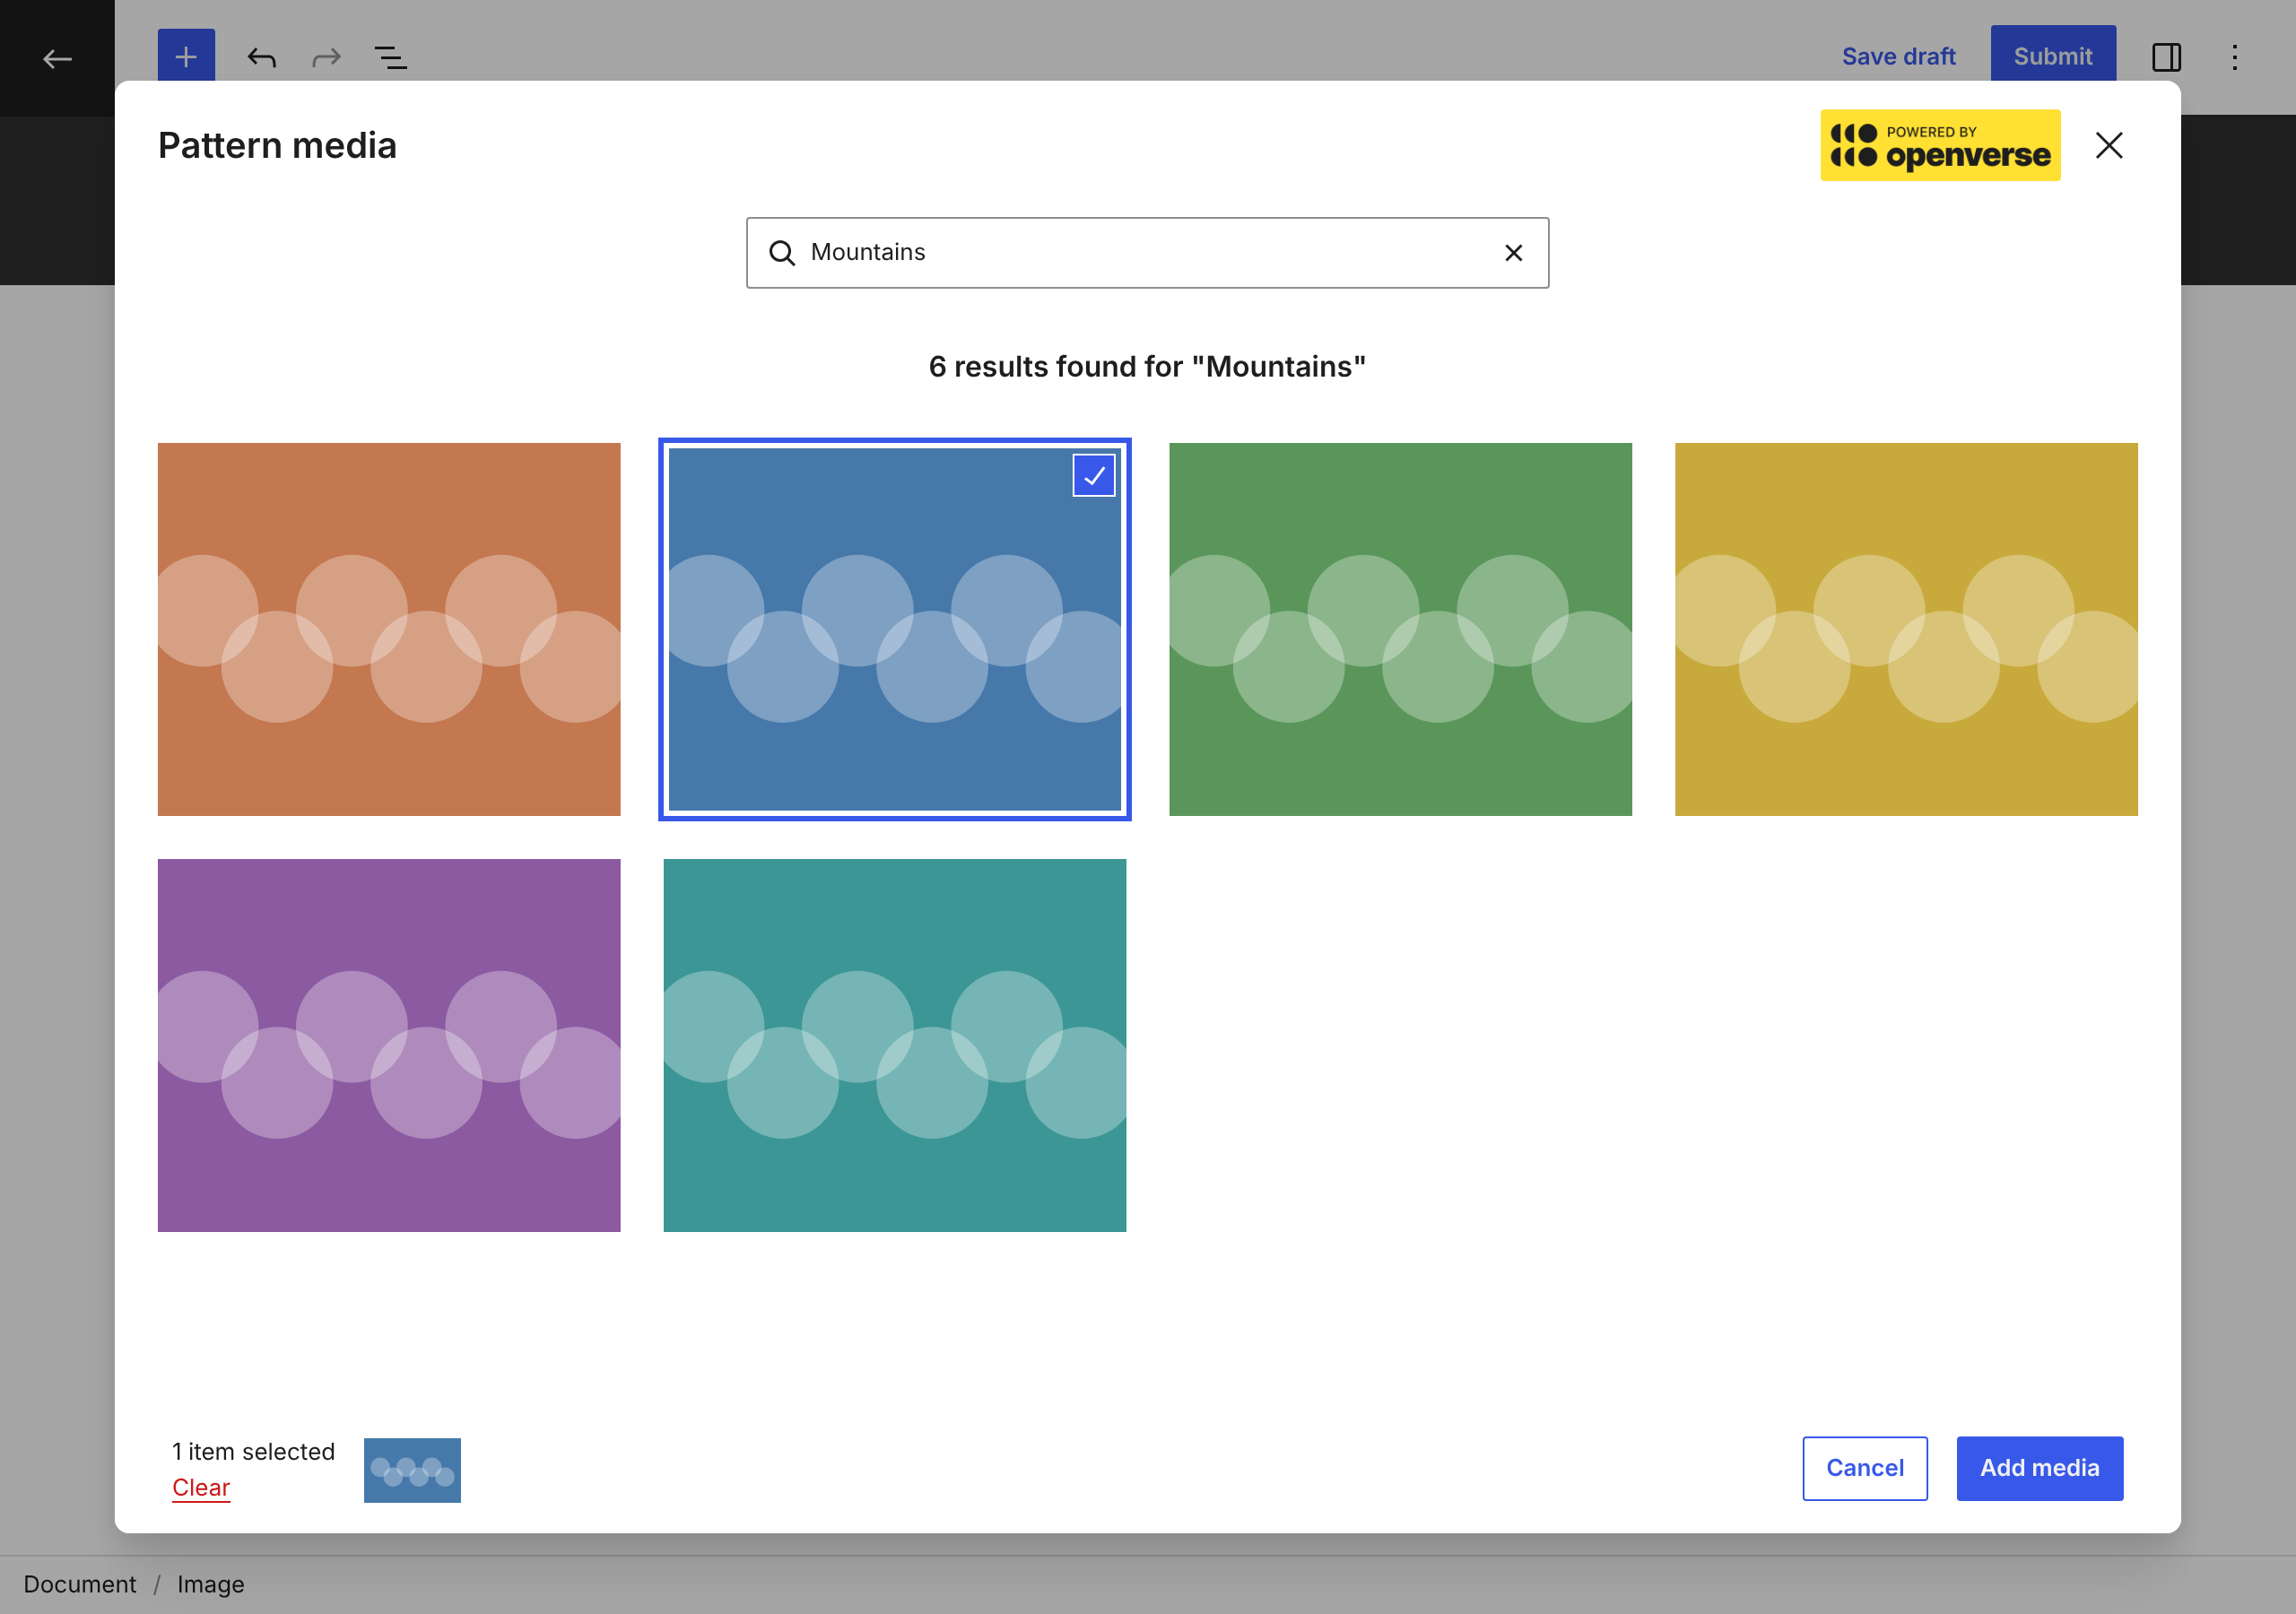 Save draft
Submit
Pattern media
POWERED BY
openverse
Mountains
6 results found for "Mountains"
1 item selected
Clear
Cancel
Add media
Document / Image